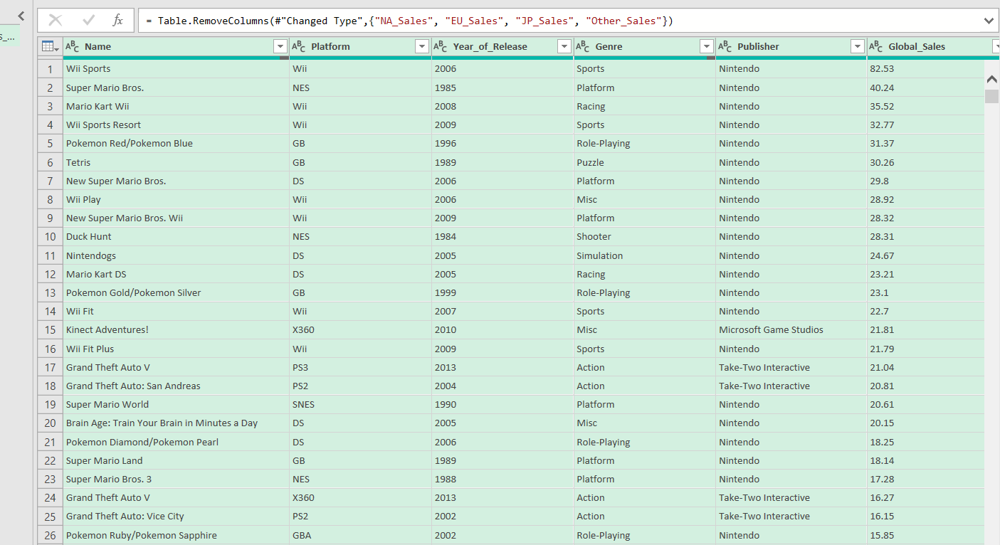 = Table.RemoveColumns(#"Changed Type",{"NA_Sales", "EU_Sales", "JP_Sales", "Other_Sales"})
s_...
Name Platform Year_of_Release Genre Publisher Global_Sales
1 Wii Sports Wii 2006 Sports Nintendo 82.53
2 Super Mario Bros. NES 1985 Platform Nintendo 40.24
3 Mario Kart Wii Wii 2008 Racing Nintendo 35.52
4 Wii Sports Resort Wii 2009 Sports Nintendo 32.77
5 Pokemon Red/Pokemon Blue GB 1996 Role-Playing Nintendo 31.37
6 Tetris GB 1989 Puzzle Nintendo 30.26
7 New Super Mario Bros. DS 2006 Platform Nintendo 29.8
8 Wii Play Wii 2006 Misc Nintendo 28.92
9 New Super Mario Bros. Wii Wii 2009 Platform Nintendo 28.32
10 Duck Hunt NES 1984 Shooter Nintendo 28.31
11 Nintendogs DS 2005 Simulation Nintendo 24.67
12 Mario Kart DS DS 2005 Racing Nintendo 23.21
13 Pokemon Gold/Pokemon Silver GB 1999 Role-Playing Nintendo 23.1
14 Wii Fit Wii 2007 Sports Nintendo 22.7
15 Kinect Adventures! X360 2010 Misc Microsoft Game Studios 21.81
16 Wii Fit Plus Wii 2009 Sports Nintendo 21.79
17 Grand Theft Auto V PS3 2013 Action Take-Two Interactive 21.04
18 Grand Theft Auto: San Andreas PS2 2004 Action Take-Two Interactive 20.81
19 Super Mario World SNES 1990 Platform Nintendo 20.61
20 Brain Age: Train Your Brain in Minutes a Day DS 2005 Misc Nintendo 20.15
21 Pokemon Diamond/Pokemon Pearl DS 2006 Role-Playing Nintendo 18.25
22 Super Mario Land GB 1989 Platform Nintendo 18.14
23 Super Mario Bros. 3 NES 1988 Platform Nintendo 17.28
24 Grand Theft Auto V X360 2013 Action Take-Two Interactive 16.27
25 Grand Theft Auto: Vice City PS2 2002 Action Take-Two Interactive 16.15
26 Pokemon Ruby/Pokemon Sapphire GBA 2002 Role-Playing Nintendo 15.85